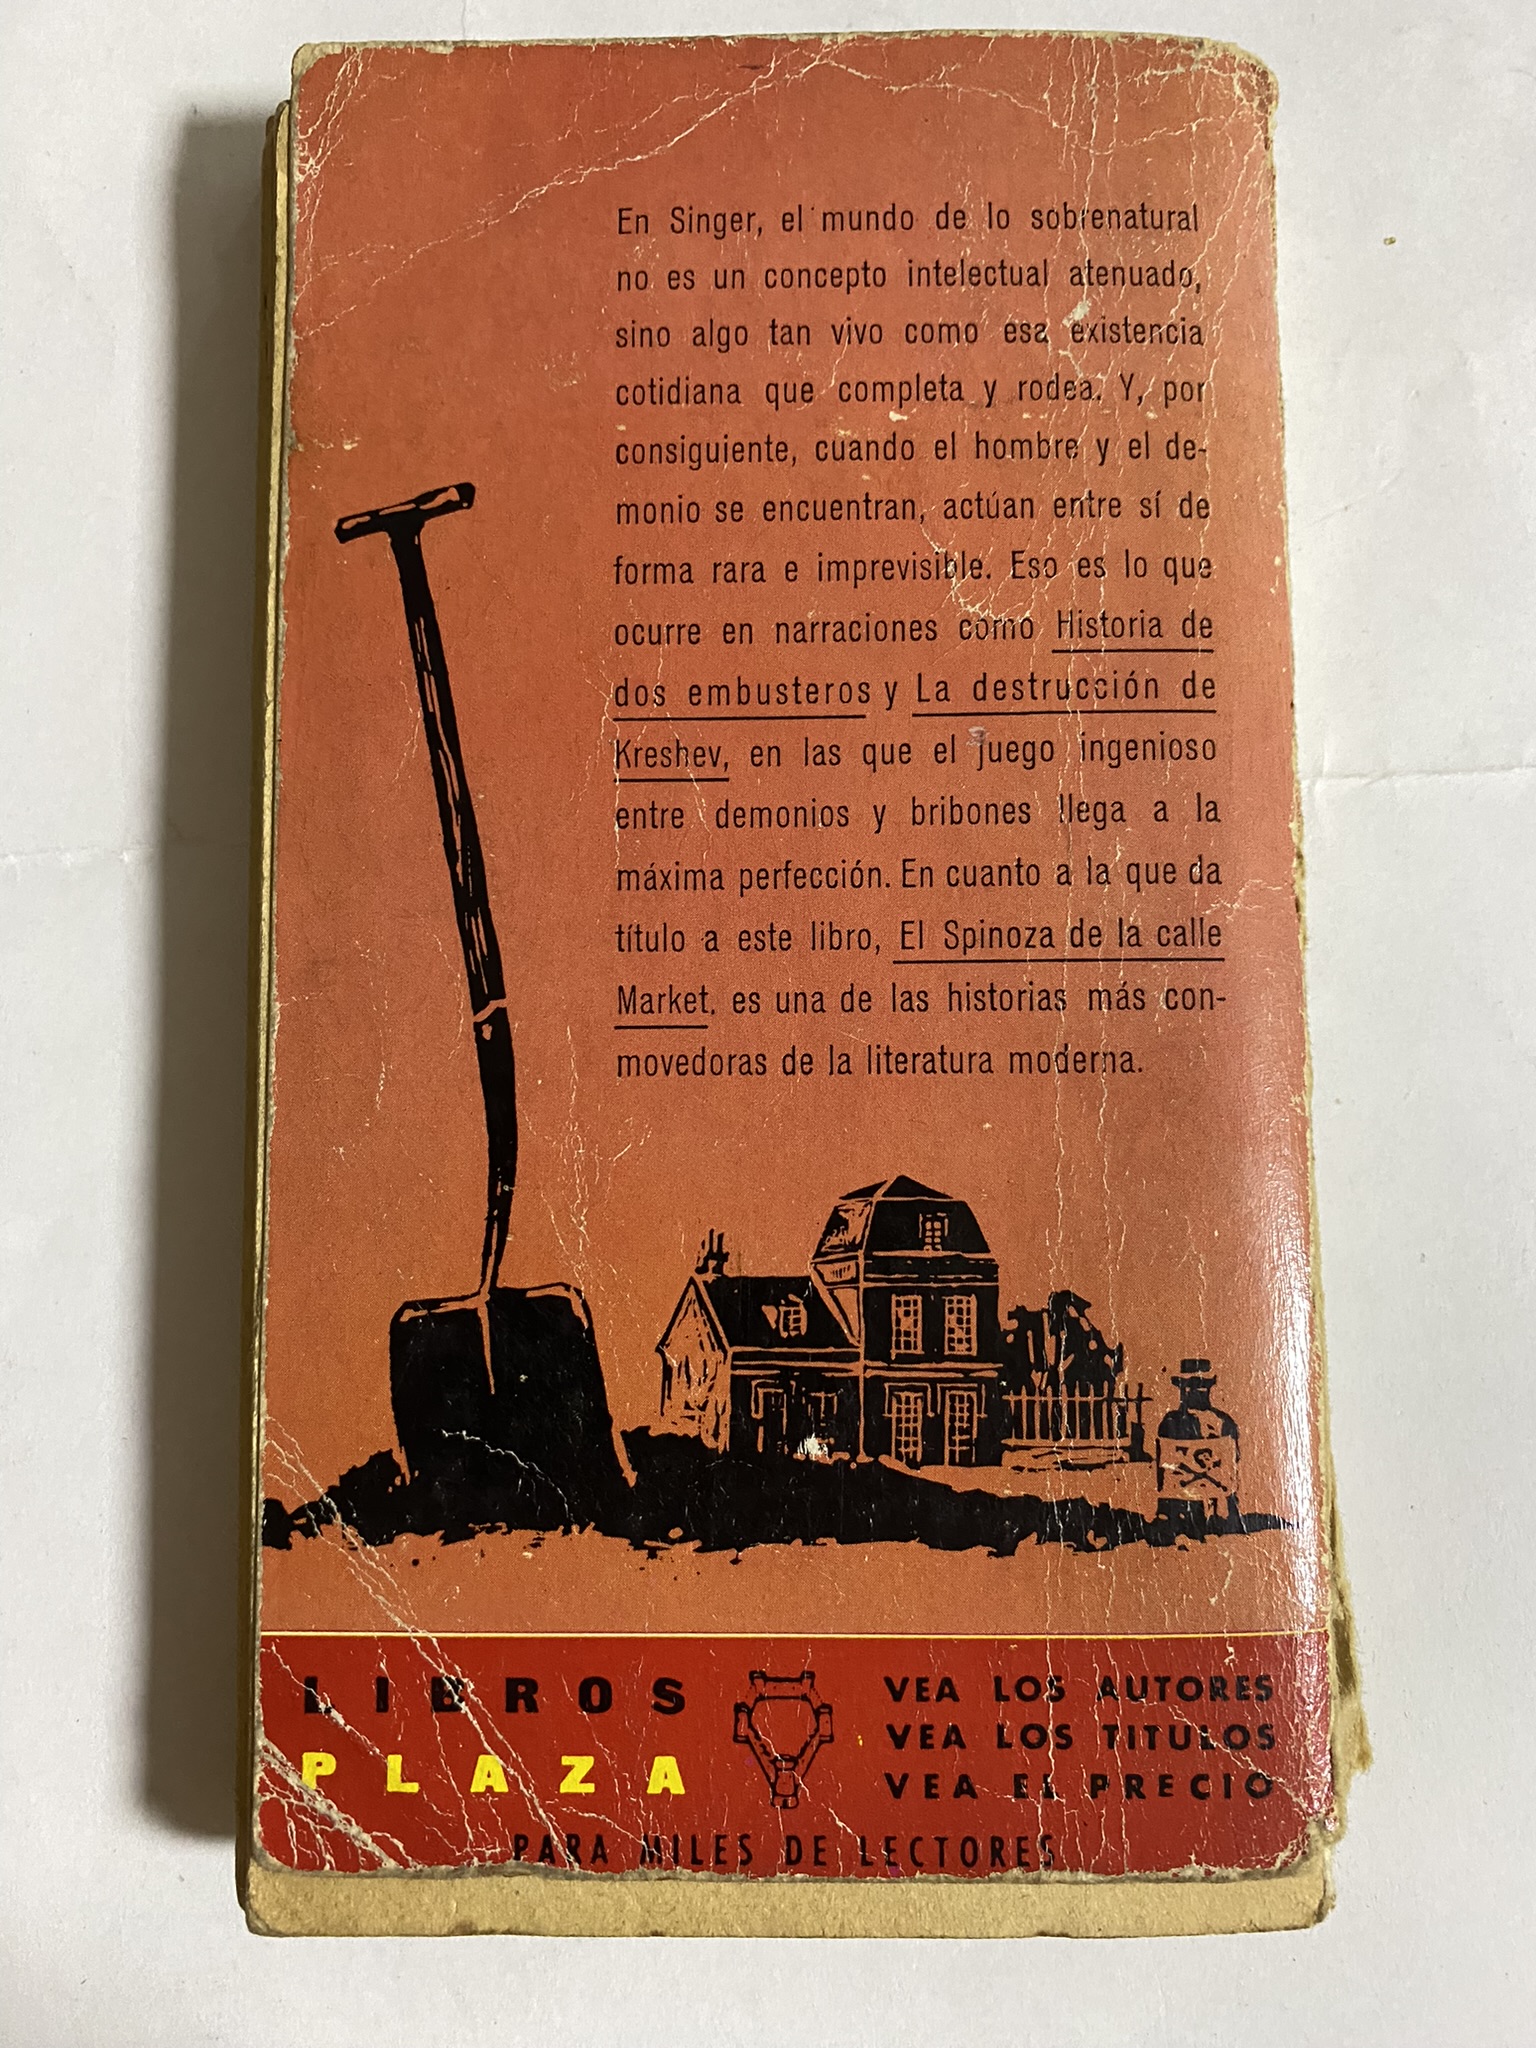 En Singer, el mundo de lo sobrenatural
no es un concepto intelectual atenuado,
sino algo tan vivo como esa existencia
cotidiana que completa y rodea. Y, por
consiguiente, cuando el hombre y el de-
monio se encuentran, actúan entre sí de
forma rara e imprevisible. Eso es lo que
ocurre en narraciones como Historia de
dos embusteros y La destrucción de
Kreshev, en las que el juego ingenioso
entre demonios y bribones llega a la
máxima perfección. En cuanto a la que da
título a este libro, El Spinoza de la calle
Market, es una de las historias más con-
movedoras de la literatura moderna.
LIBROS
PLAZA
VEA LOS AUTORES
VEA LOS TITULOS
VEA EL PRECIO
PARA MILES DE LECTORES